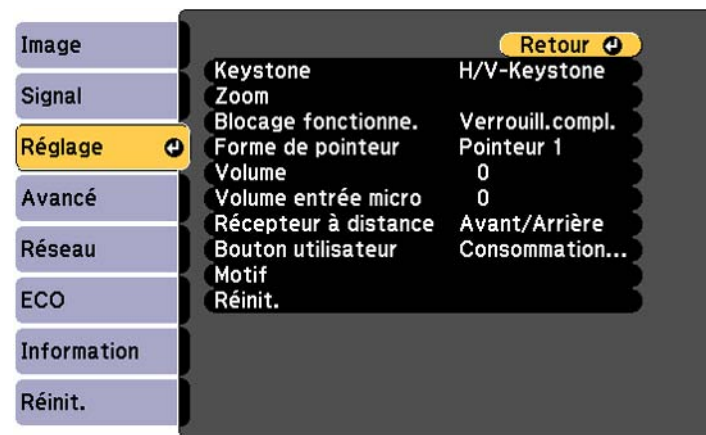 Image
Signal
Réglage
Avancé
Réseau
ECO
Information
Réinit.
Retour
Keystone H/V-Keystone
Zoom
Blocage fonctionne. Verrouill.compl.
Forme de pointeur Pointeur 1
Volume 0
Volume entrée micro 0
Récepteur à distance Avant/Arrière
Bouton utilisateur Consommation...
Motif
Réinit.